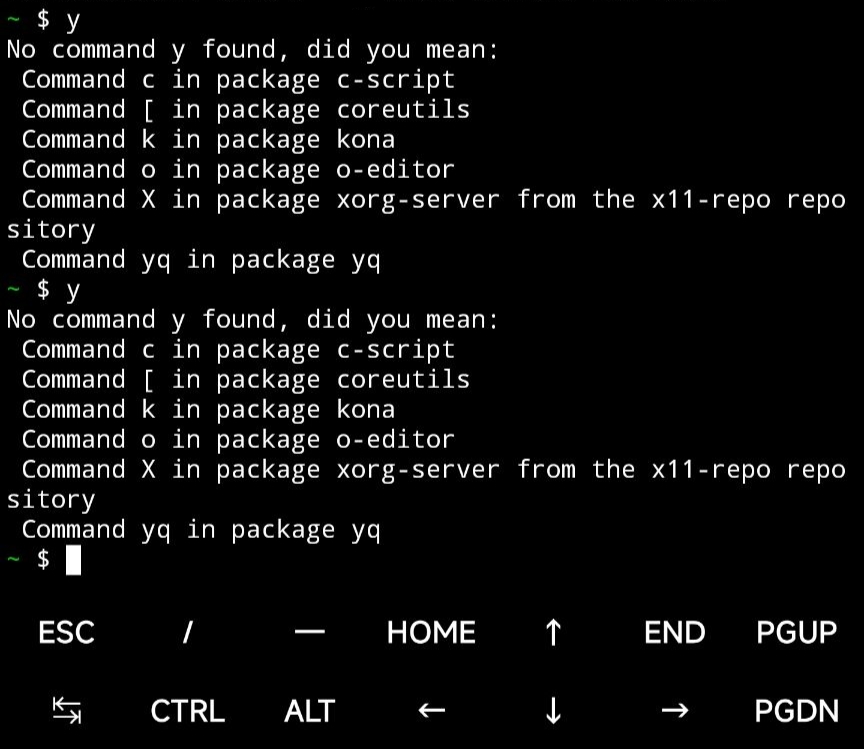 ~ $ y
No command y found, did you mean:
 Command c in package c-script
 Command [ in package coreutils
 Command k in package kona
 Command o in package o-editor
 Command X in package xorg-server from the x11-repo repo
sitory
 Command yq in package yq
~ $ y
No command y found, did you mean:
 Command c in package c-script
 Command [ in package coreutils
 Command k in package kona
 Command o in package o-editor
 Command X in package xorg-server from the x11-repo repo
sitory
 Command yq in package yq
~ $
ESC / — HOME ↑ END PGUP
↹ CTRL ALT ← ↓ → PGDN